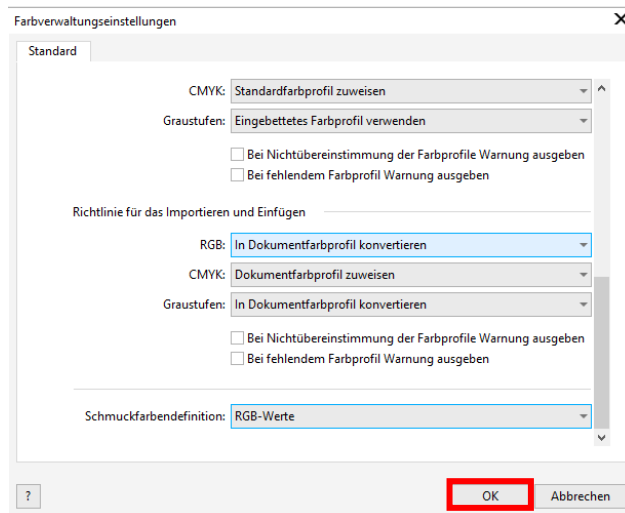 Farbverwaltungseinstellungen X
Standard
CMYK: Standardfarbprofil zuweisen
Graustufen: Eingebettetes Farbprofil verwenden
Bei Nichtübereinstimmung der Farbprofile Warnung ausgeben
Bei fehlendem Farbprofil Warnung ausgeben
Richtlinie für das Importieren und Einfügen
RGB: In Dokumentfarbprofil konvertieren
CMYK: Dokumentfarbprofil zuweisen
Graustufen: In Dokumentfarbprofil konvertieren
Bei Nichtübereinstimmung der Farbprofile Warnung ausgeben
Bei fehlendem Farbprofil Warnung ausgeben
Schmuckfarbendefinition: RGB-Werte
? OK Abbrechen